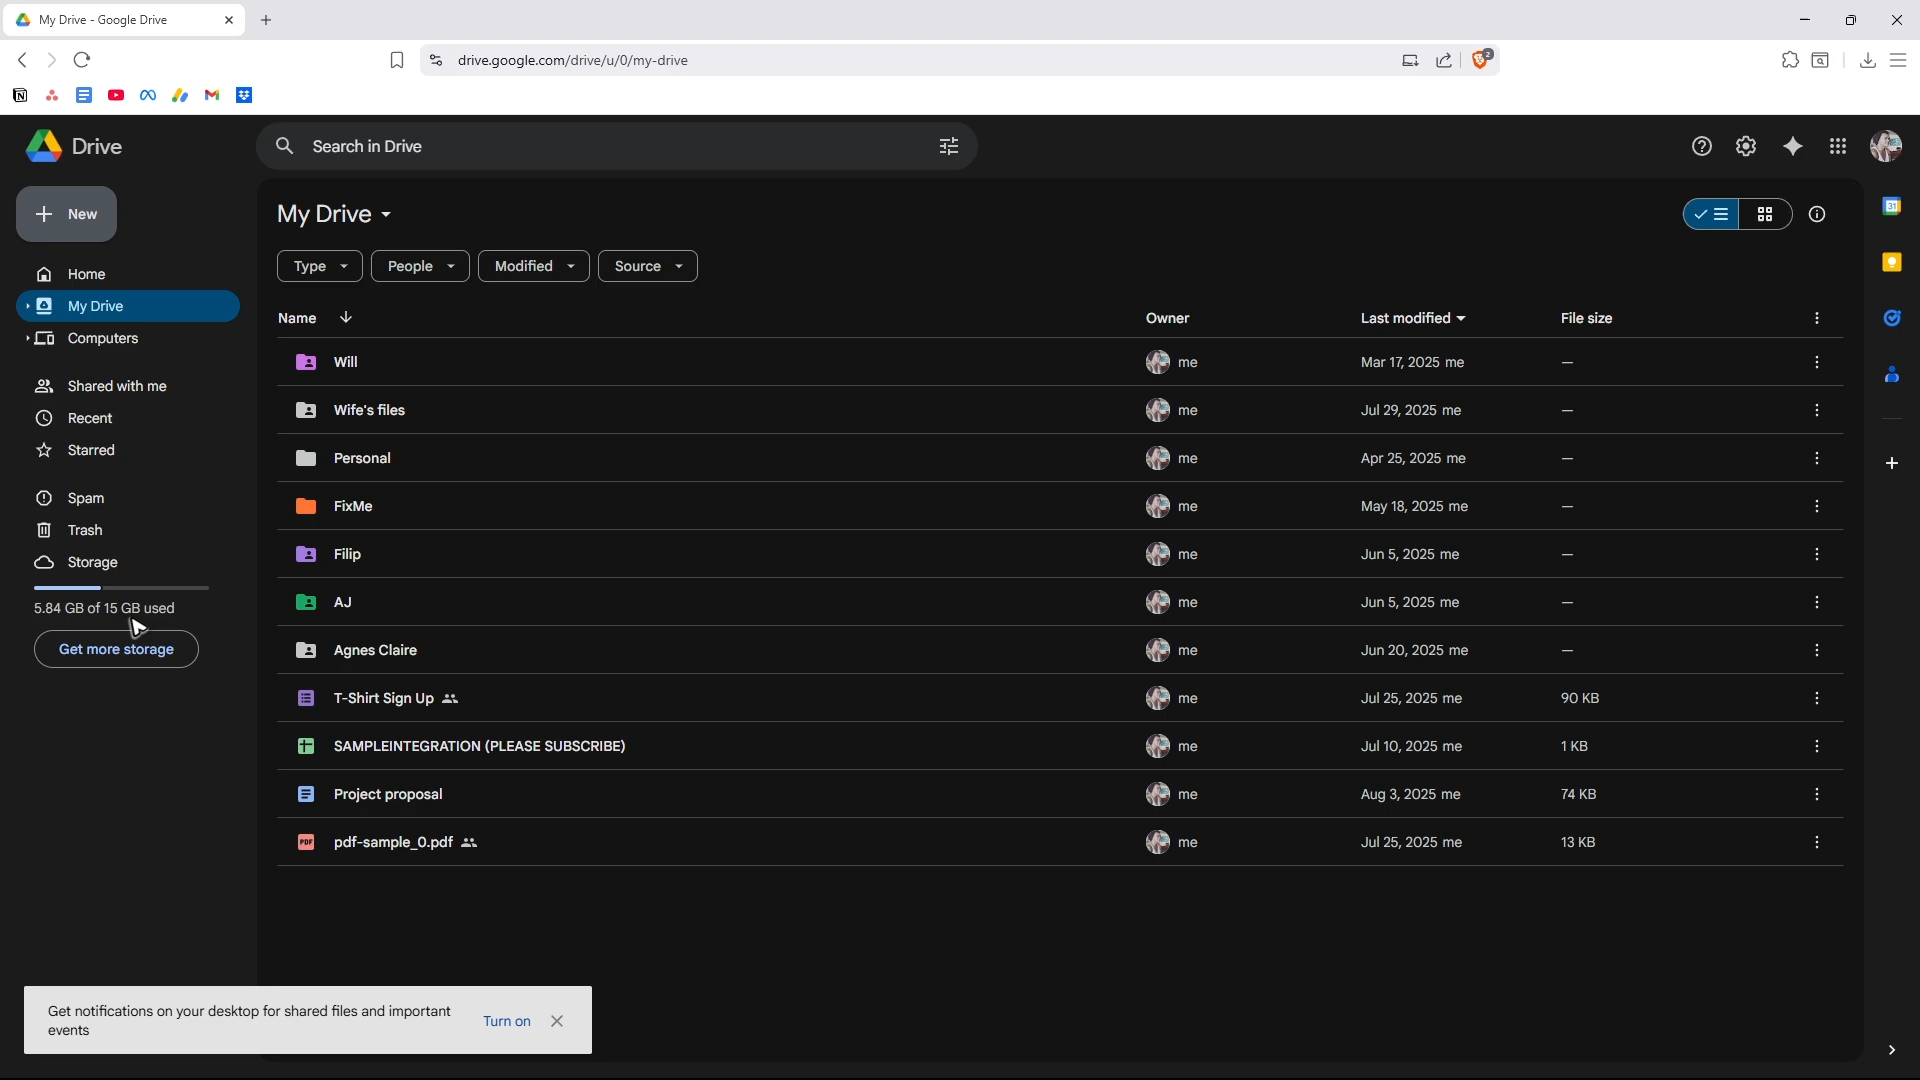 My Drive - Google Drive
drive.google.com/drive/u/0/my-drive
2
Drive
Search in Drive
New
My Drive
Type
People
Modified
Source
31
Home
My Drive
Computers
Shared with me
Recent
Starred
Spam
Trash
Storage
5.84 GB of 15 GB used
Get more storage
Name Owner Last modified File size
Will me Mar 17, 2025 me —
Wife's files me Jul 29, 2025 me —
Personal me Apr 25, 2025 me —
FixMe me May 18, 2025 me —
Filip me Jun 5, 2025 me —
AJ me Jun 5, 2025 me —
Agnes Claire me Jun 20, 2025 me —
T-Shirt Sign Up me Jul 25, 2025 me 90 KB
SAMPLEINTEGRATION (PLEASE SUBSCRIBE) me Jul 10, 2025 me 1 KB
Project proposal me Aug 3, 2025 me 74 KB
PDF pdf-sample_0.pdf me Jul 25, 2025 me 13 KB
Get notifications on your desktop for shared files and important
events
Turn on